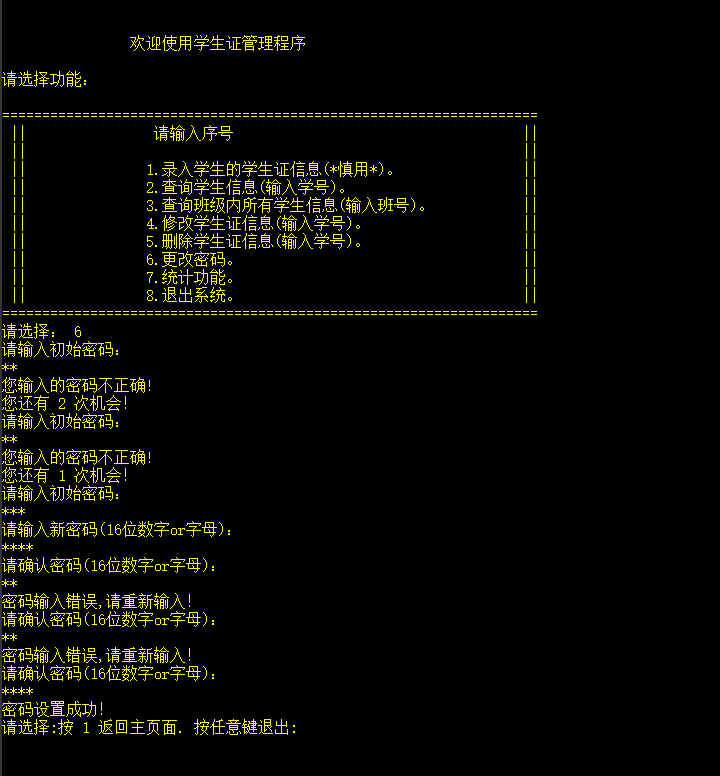 欢迎使用学生证管理程序
请选择功能：
===================================================================
||                请输入序号                                    ||
||                                                              ||
||               1.录入学生的学生证信息(*慎用*)。                ||
||               2.查询学生信息(输入学号)。                      ||
||               3.查询班级内所有学生信息(输入班号)。            ||
||               4.修改学生证信息(输入学号)。                    ||
||               5.删除学生证信息(输入学号)。                    ||
||               6.更改密码。                                    ||
||               7.统计功能。                                    ||
||               8.退出系统。                                    ||
===================================================================
请选择： 6
请输入初始密码：
**
您输入的密码不正确!
您还有 2 次机会!
请输入初始密码：
**
您输入的密码不正确!
您还有 1 次机会!
请输入初始密码：
***
请输入新密码(16位数字or字母)：
****
请确认密码(16位数字or字母)：
**
密码输入错误,请重新输入!
请确认密码(16位数字or字母)：
**
密码输入错误,请重新输入!
请确认密码(16位数字or字母)：
****
密码设置成功!
请选择:按 1 返回主页面. 按任意键退出: